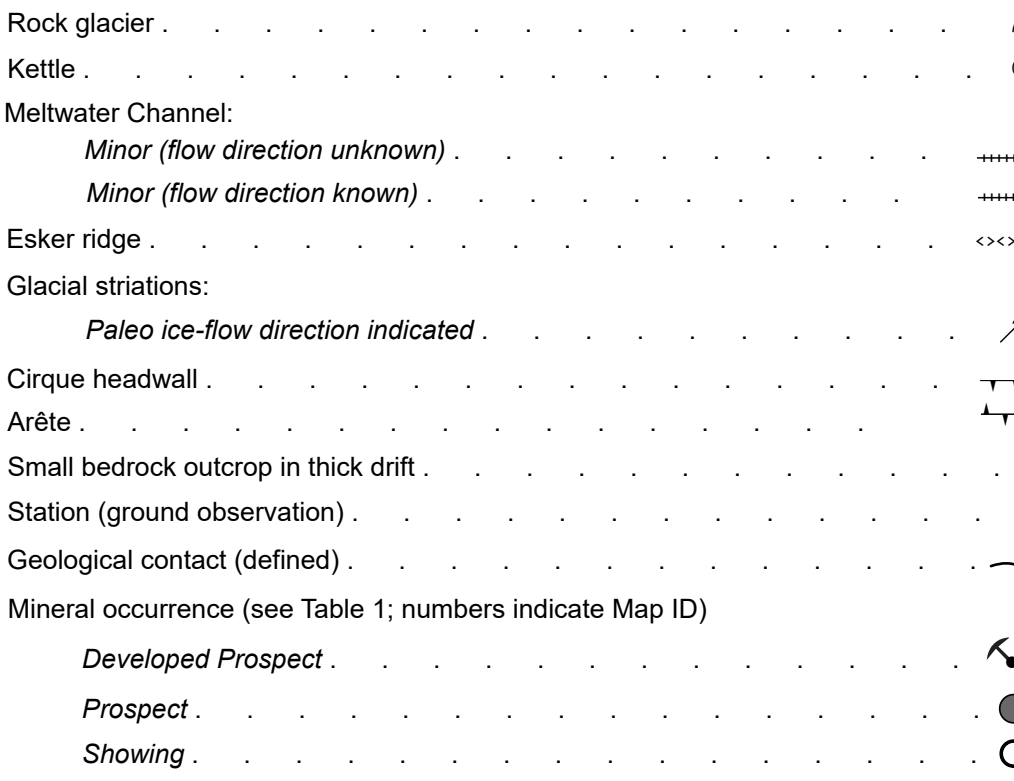 Rock glacier . . . . . . . . . . . . . . . .
Kettle . . . . . . . . . . . . . . . . . .
Meltwater Channel:
Minor (flow direction unknown) . . . . . . . . . .
Minor (flow direction known) . . . . . . . . . .
Esker ridge . . . . . . . . . . . . . . . .
Glacial striations:
Paleo ice-flow direction indicated . . . . . . . . . .
Cirque headwall . . . . . . . . . . . . . . .
Arête . . . . . . . . . . . . . . . .
Small bedrock outcrop in thick drift . . . . . . . . . . . .
Station (ground observation) . . . . . . . . . . . . .
Geological contact (defined) . . . . . . . . . . . . .
Mineral occurrence (see Table 1; numbers indicate Map ID)
Developed Prospect . . . . . . . . . . . . .
Prospect . . . . . . . . . . . . . . . .
Showing . . . . . . . . . . . . . . . .